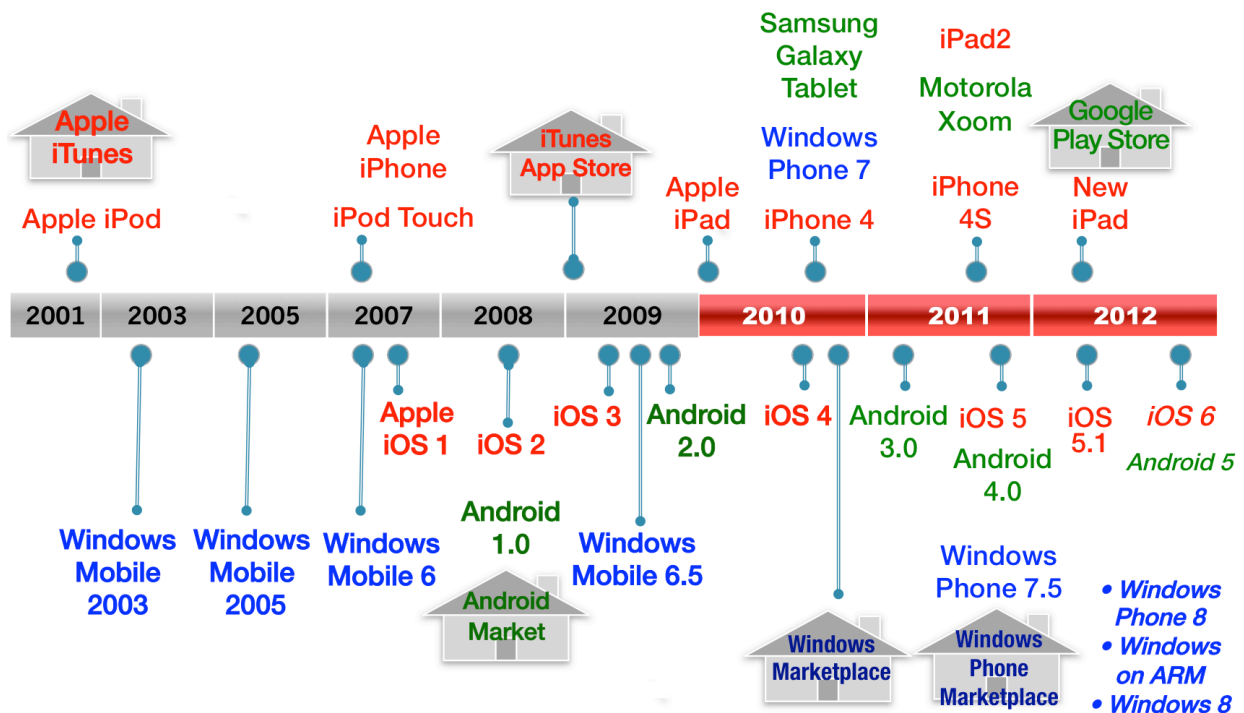 Samsung
Galaxy
Tablet
iPad2
Motorola
Xoom
Apple
iTunes
Apple
iPhone
iTunes
App Store
Windows
Phone 7
Google
Play Store
Apple iPod
iPod Touch
Apple
iPad
iPhone 4
iPhone
4S
New
iPad
2001
2003
2005
2007
2008
2009
2010
2011
2012
Apple
iOS 1
iOS 2
iOS 3
Android
2.0
iOS 4
Android
3.0
iOS 5
Android
4.0
iOS
5.1
iOS 6
Android 5
Windows
Mobile
2003
Windows
Mobile
2005
Windows
Mobile 6
Android
1.0
Android
Market
Windows
Mobile 6.5
Windows
Marketplace
Windows
Phone 7.5
Windows
Phone
Marketplace
• Windows
Phone 8
• Windows
on ARM
• Windows 8